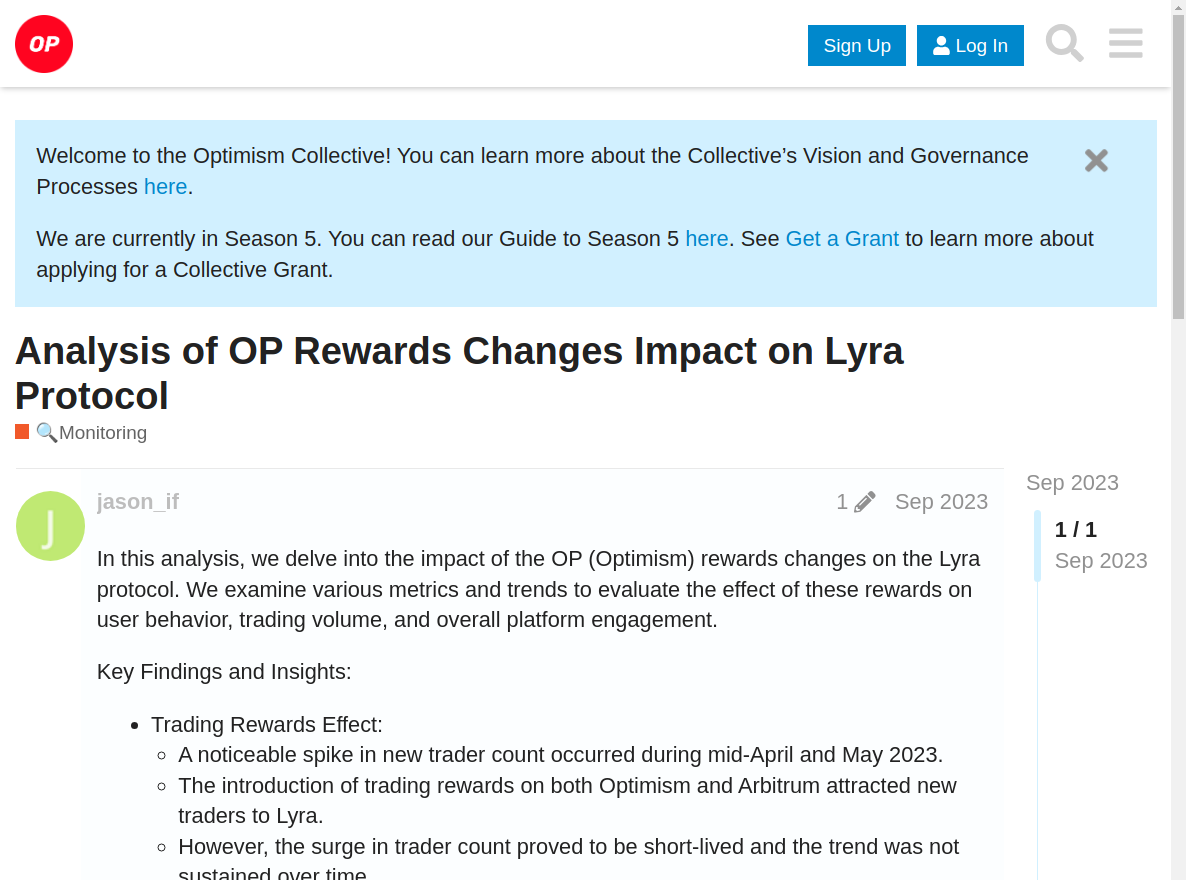 OP
Sign Up
Log In
Welcome to the Optimism Collective! You can learn more about the Collective’s Vision and Governance
Processes here.
We are currently in Season 5. You can read our Guide to Season 5 here. See Get a Grant to learn more about
applying for a Collective Grant.
Analysis of OP Rewards Changes Impact on Lyra
Protocol
Monitoring
jason_if
1
Sep 2023
Sep 2023
1 / 1
Sep 2023
J
In this analysis, we delve into the impact of the OP (Optimism) rewards changes on the Lyra
protocol. We examine various metrics and trends to evaluate the effect of these rewards on
user behavior, trading volume, and overall platform engagement.
Key Findings and Insights:
Trading Rewards Effect:
A noticeable spike in new trader count occurred during mid-April and May 2023.
The introduction of trading rewards on both Optimism and Arbitrum attracted new
traders to Lyra.
However, the surge in trader count proved to be short-lived and the trend was not
sustained over time.